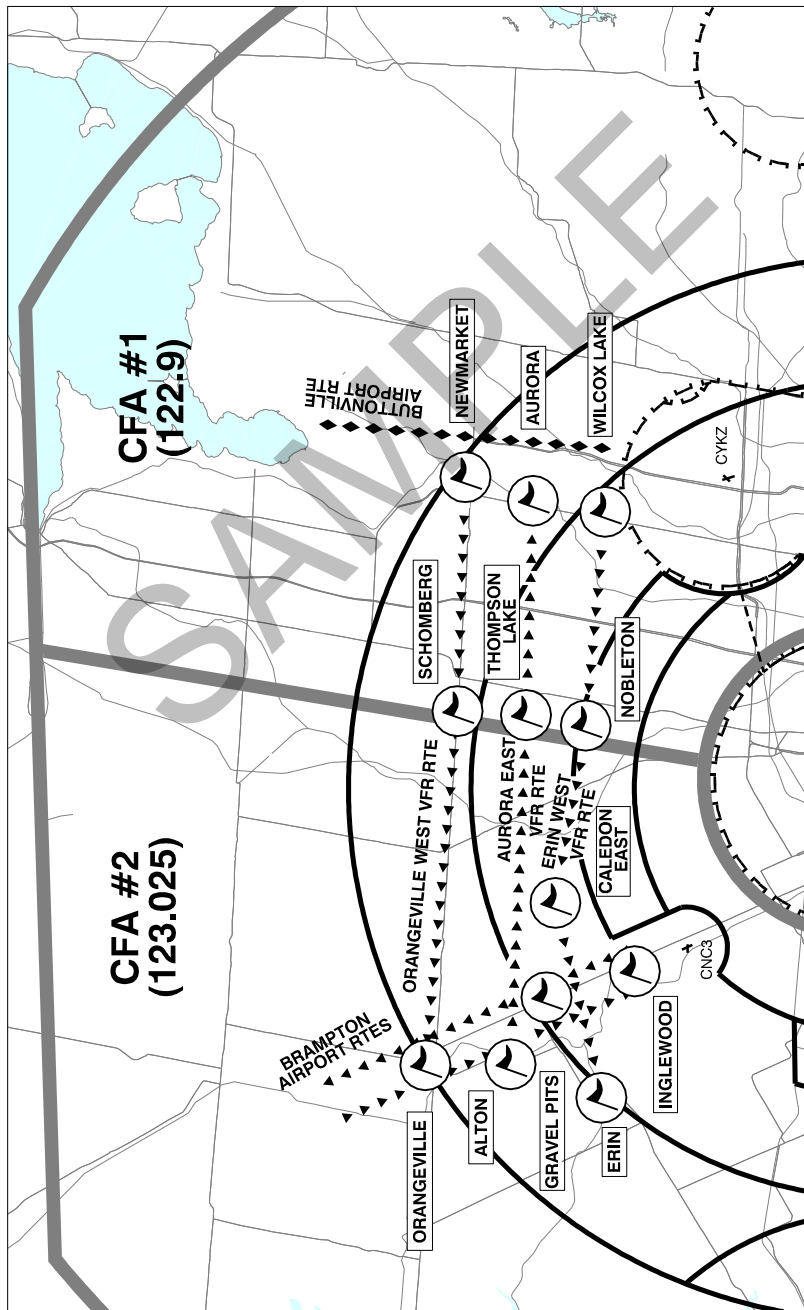 CFA #1
(122.9)
CFA #2
(123.025)
SAMPLE
BUTTONVILLE
AIRPORT RTE
NEWMARKET
AURORA
WILCOX LAKE
CYKZ
SCHOMBERG
THOMPSON
LAKE
NOBLETON
ORANGEVILLE WEST VFR RTE
AURORA EAST
VFR RTE
ERIN WEST
VFR RTE
CALEDON
EAST
CNC3
BRAMPTON
AIRPORT RTES
ORANGEVILLE
ALTON
GRAVEL PITS
ERIN
INGLEWOOD